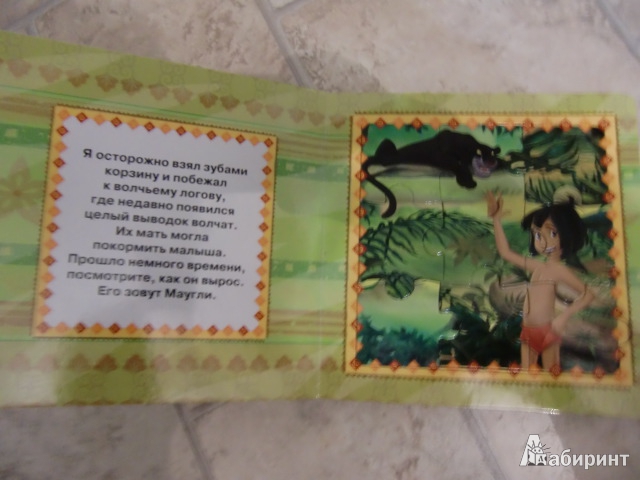 Я осторожно взял зубами
корзину и побежал
к волчьему логову,
где недавно появился
целый выводок волчат.
Их мать могла
покормить малыша.
Прошло немного времени,
посмотрите, как он вырос.
Его зовут Маугли.
Лабиринт